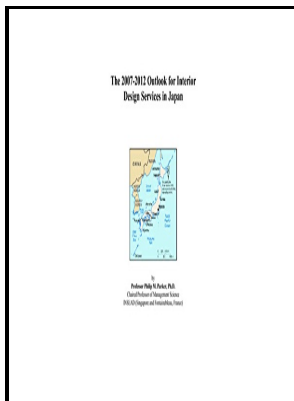 The 2007-2012 Outlook for Interior
Design Services in Japan
by
Professor Philip M. Parker, Ph.D.
Chaired Professor of Management Science
INSEAD (Singapore and Fontainebleau, France)